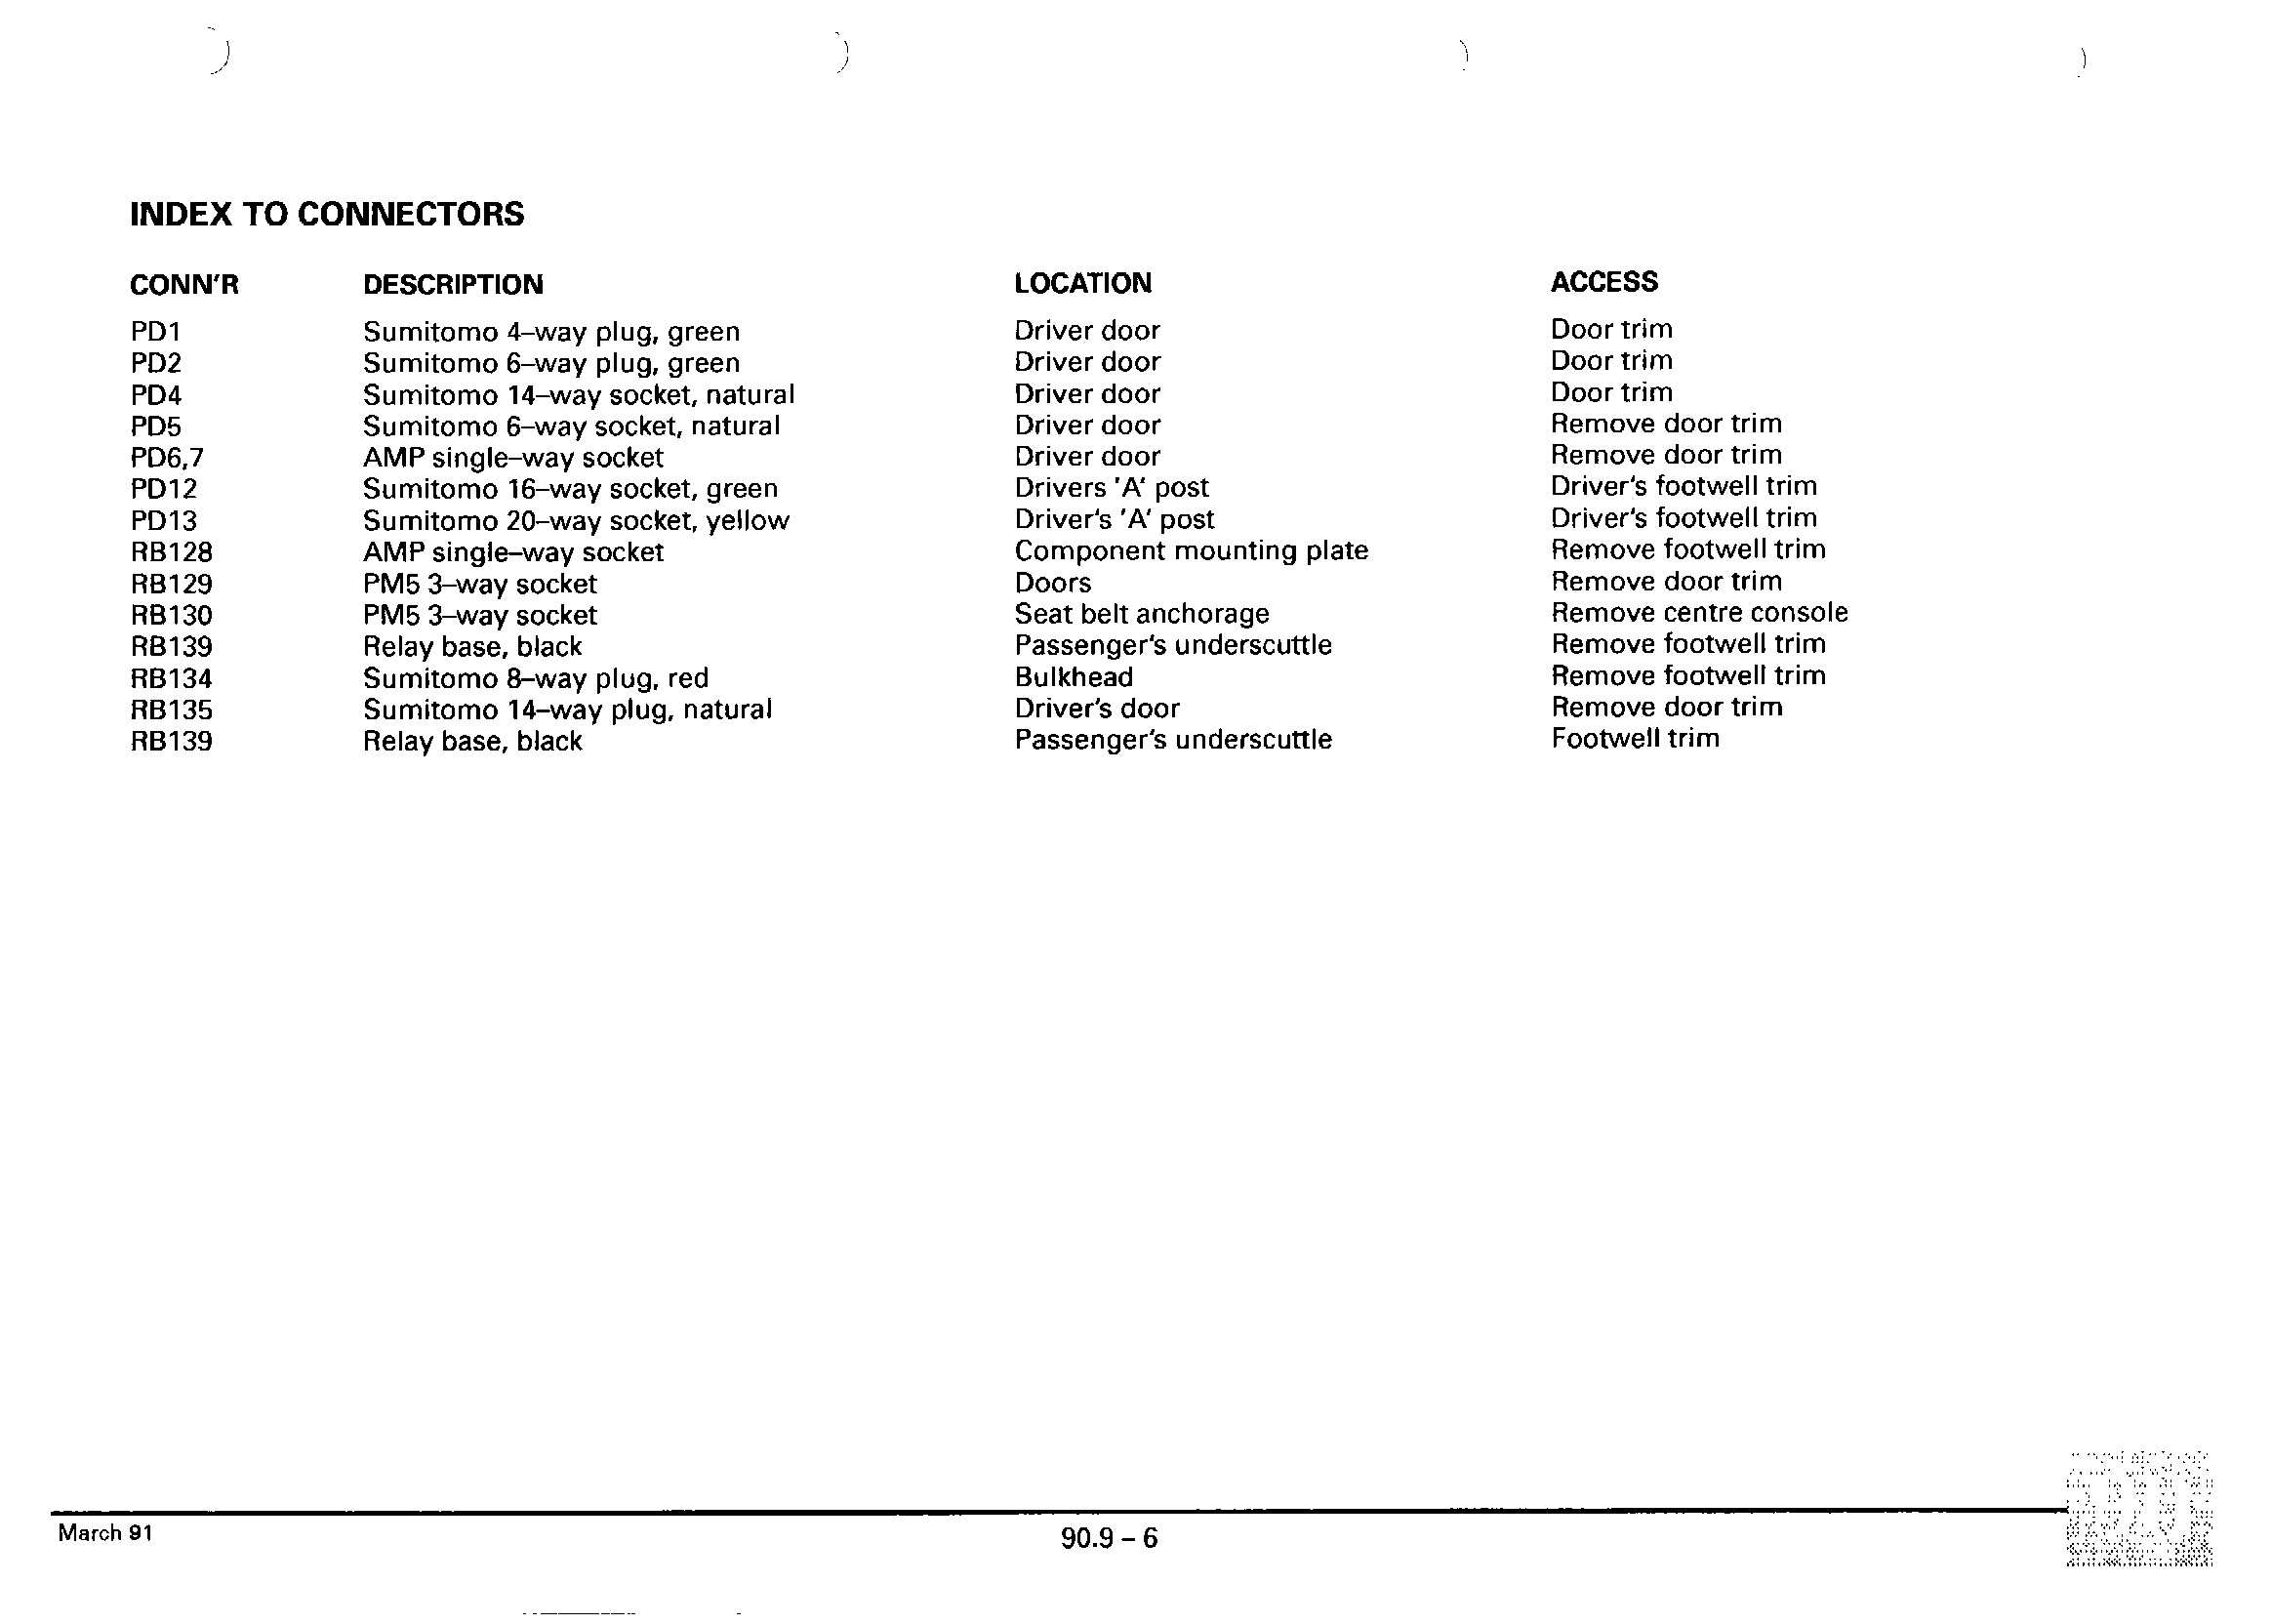 INDEX TO CONNECTORS
CONN'R DESCRIPTION LOCATION ACCESS
PD1 Sumitomo 4–way plug, green Driver door Door trim
PD2 Sumitomo 6–way plug, green Driver door Door trim
PD4 Sumitomo 14–way socket, natural Driver door Door trim
PD5 Sumitomo 6–way socket, natural Driver door Remove door trim
PD6,7 AMP single–way socket Driver door Remove door trim
PD12 Sumitomo 16–way socket, green Drivers 'A' post Driver's footwell trim
PD13 Sumitomo 20–way socket, yellow Driver's 'A' post Driver's footwell trim
RB128 AMP single–way socket Component mounting plate Remove footwell trim
RB129 PM5 3–way socket Doors Remove door trim
RB130 PM5 3–way socket Seat belt anchorage Remove centre console
RB139 Relay base, black Passenger's underscuttle Remove footwell trim
RB134 Sumitomo 8–way plug, red Bulkhead Remove footwell trim
RB135 Sumitomo 14–way plug, natural Driver's door Remove door trim
RB139 Relay base, black Passenger's underscuttle Footwell trim
March 91 90.9 – 6